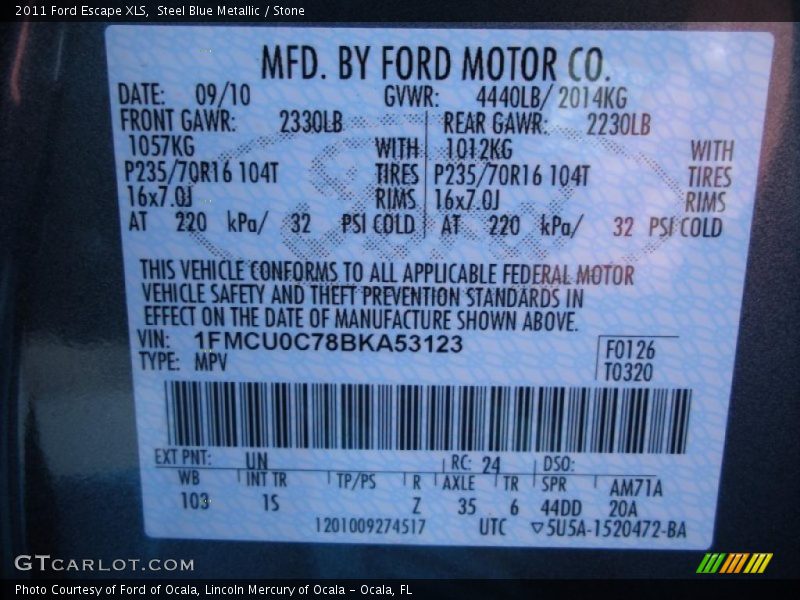 2011 Ford Escape XLS,  Steel Blue Metallic / Stone
MFD. BY FORD MOTOR CO.
DATE: 09/10 GVWR: 4440LB/ 2014KG
FRONT GAWR: 2330LB REAR GAWR: 2230LB
1057KG WITH 1012KG WITH
P235/70R16 104T TIRES P235/70R16 104T TIRES
16x7.0J RIMS 16x7.0J RIMS
AT 220 kPa/ 32 PSI COLD AT 220 kPa/ 32 PSI COLD
THIS VEHICLE CONFORMS TO ALL APPLICABLE FEDERAL MOTOR
VEHICLE SAFETY AND THEFT PREVENTION STANDARDS IN
EFFECT ON THE DATE OF MANUFACTURE SHOWN ABOVE.
VIN: 1FMCU0C78BKA53123 F0126
TYPE: MPV T0320
EXT PNT: UN RC: 24 DSO:
WB INT TR TP/PS R AXLE TR SPR AM71A
103 1S Z 35 6 44DD 20A
1201009274517 UTC ▽5U5A-1520472-BA
GTCARLOT.COM
Photo Courtesy of Ford of Ocala, Lincoln Mercury of Ocala - Ocala, FL